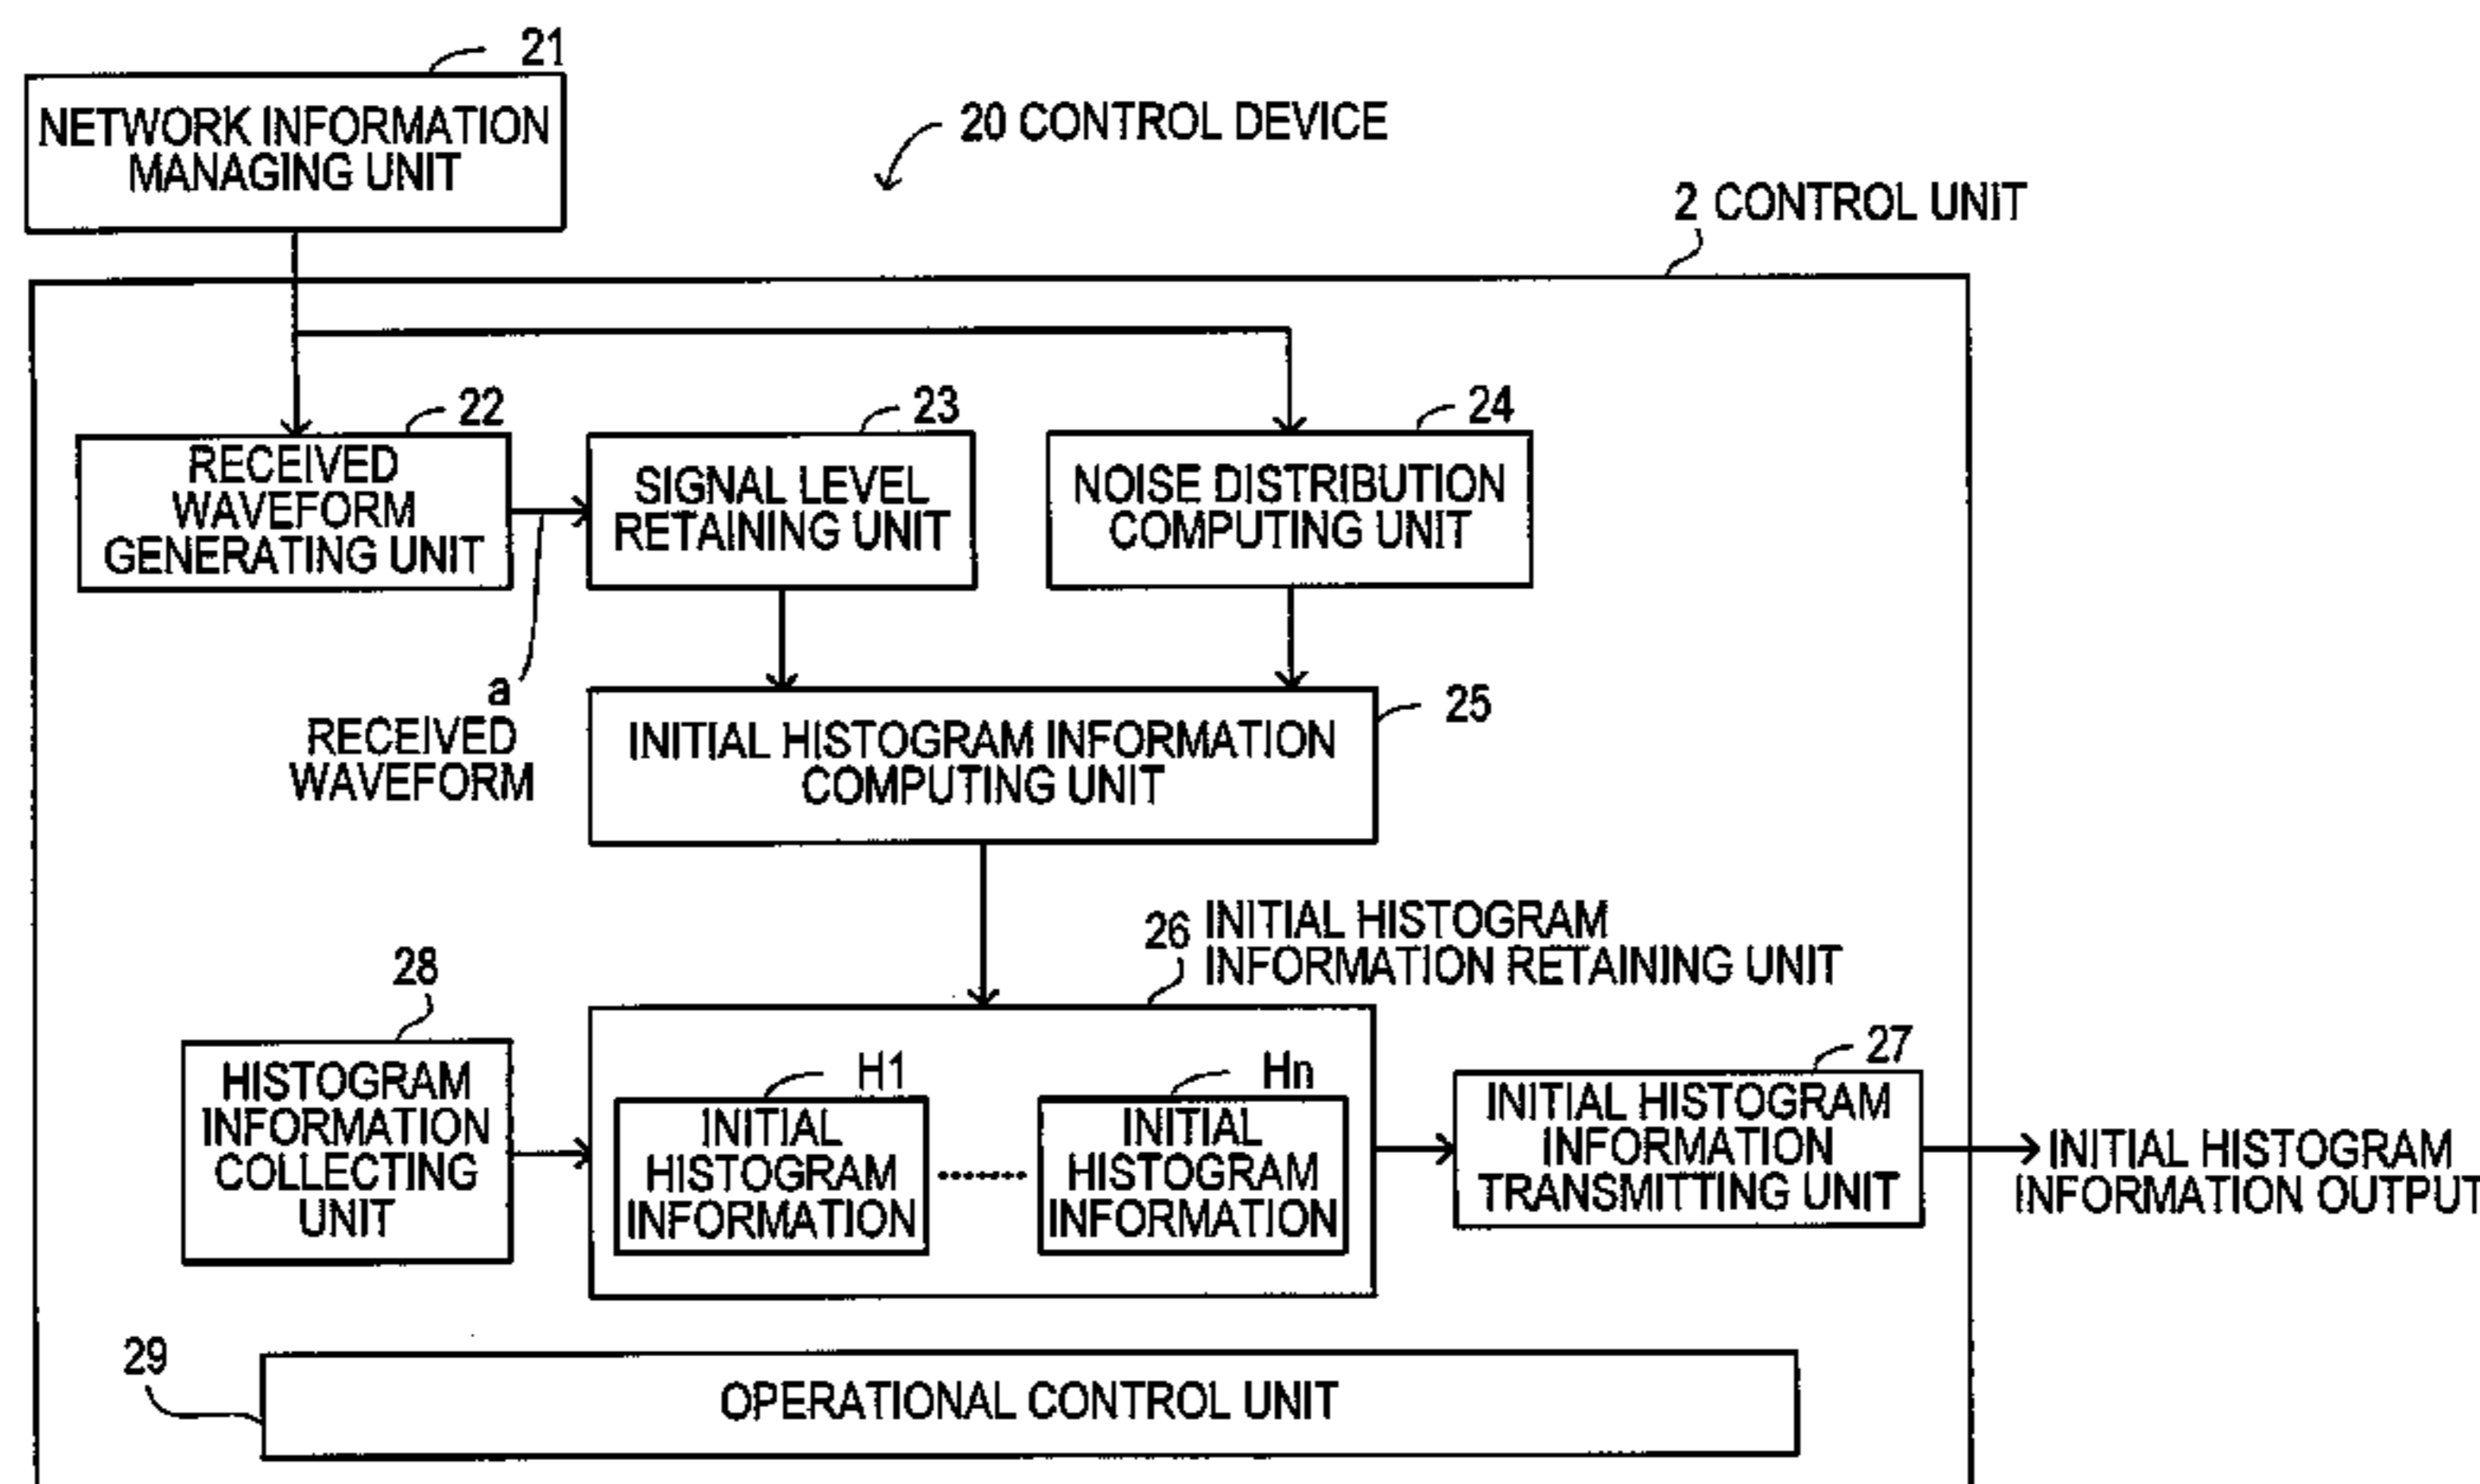 21
NETWORK INFORMATION
MANAGING UNIT
20 CONTROL DEVICE
2 CONTROL UNIT
22
RECEIVED
WAVEFORM
GENERATING UNIT
23
SIGNAL LEVEL
RETAINING UNIT
24
NOISE DISTRIBUTION
COMPUTING UNIT
a
RECEIVED
WAVEFORM
25
INITIAL HISTOGRAM INFORMATION
COMPUTING UNIT
26 INITIAL HISTOGRAM
INFORMATION RETAINING UNIT
28
HISTOGRAM
INFORMATION
COLLECTING
UNIT
H1
INITIAL
HISTOGRAM
INFORMATION
Hn
INITIAL
HISTOGRAM
INFORMATION
27
INITIAL HISTOGRAM
INFORMATION
TRANSMITTING UNIT
INITIAL HISTOGRAM
INFORMATION OUTPUT
29
OPERATIONAL CONTROL UNIT